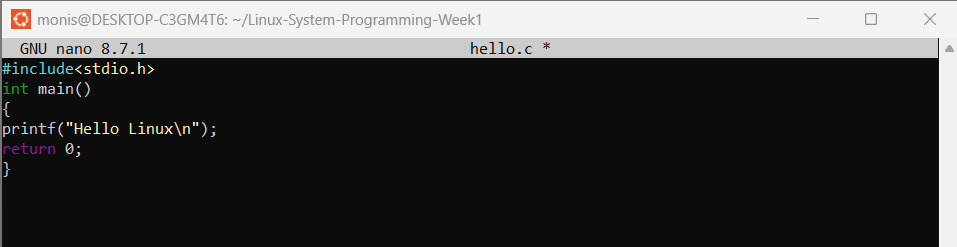 monis@DESKTOP-C3GM4T6: ~/Linux-System-Programming-Week1
GNU nano 8.7.1 hello.c *
#include<stdio.h>
int main()
{
printf("Hello Linux\n");
return 0;
}